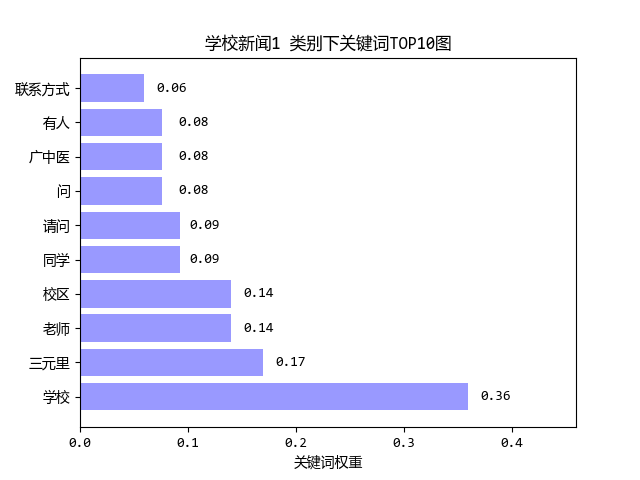 学校新闻1 类别下关键词TOP10图
联系方式 0.06
有人 0.08
广中医 0.08
问 0.08
请问 0.09
同学 0.09
校区 0.14
老师 0.14
三元里 0.17
学校 0.36
0.0 0.1 0.2 0.3 0.4
关键词权重